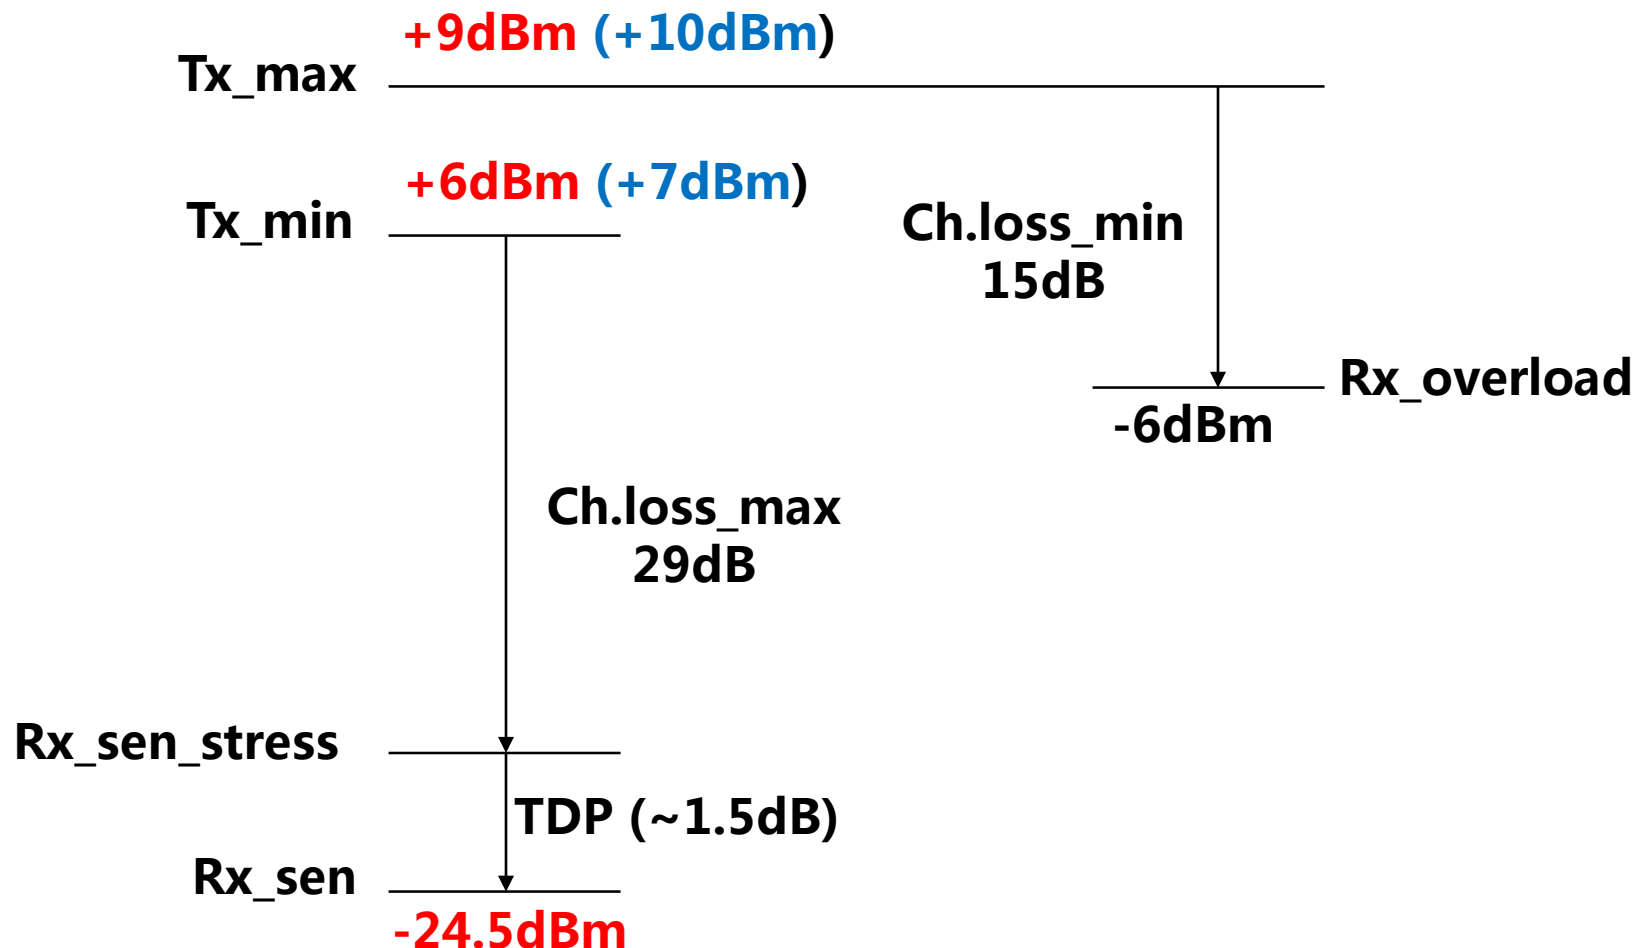 +9dBm (+10dBm)
Tx_max
+6dBm (+7dBm)
Tx_min
Ch.loss_min
15dB
Rx_overload
-6dBm
Ch.loss_max
29dB
Rx_sen_stress
TDP (~1.5dB)
Rx_sen
-24.5dBm